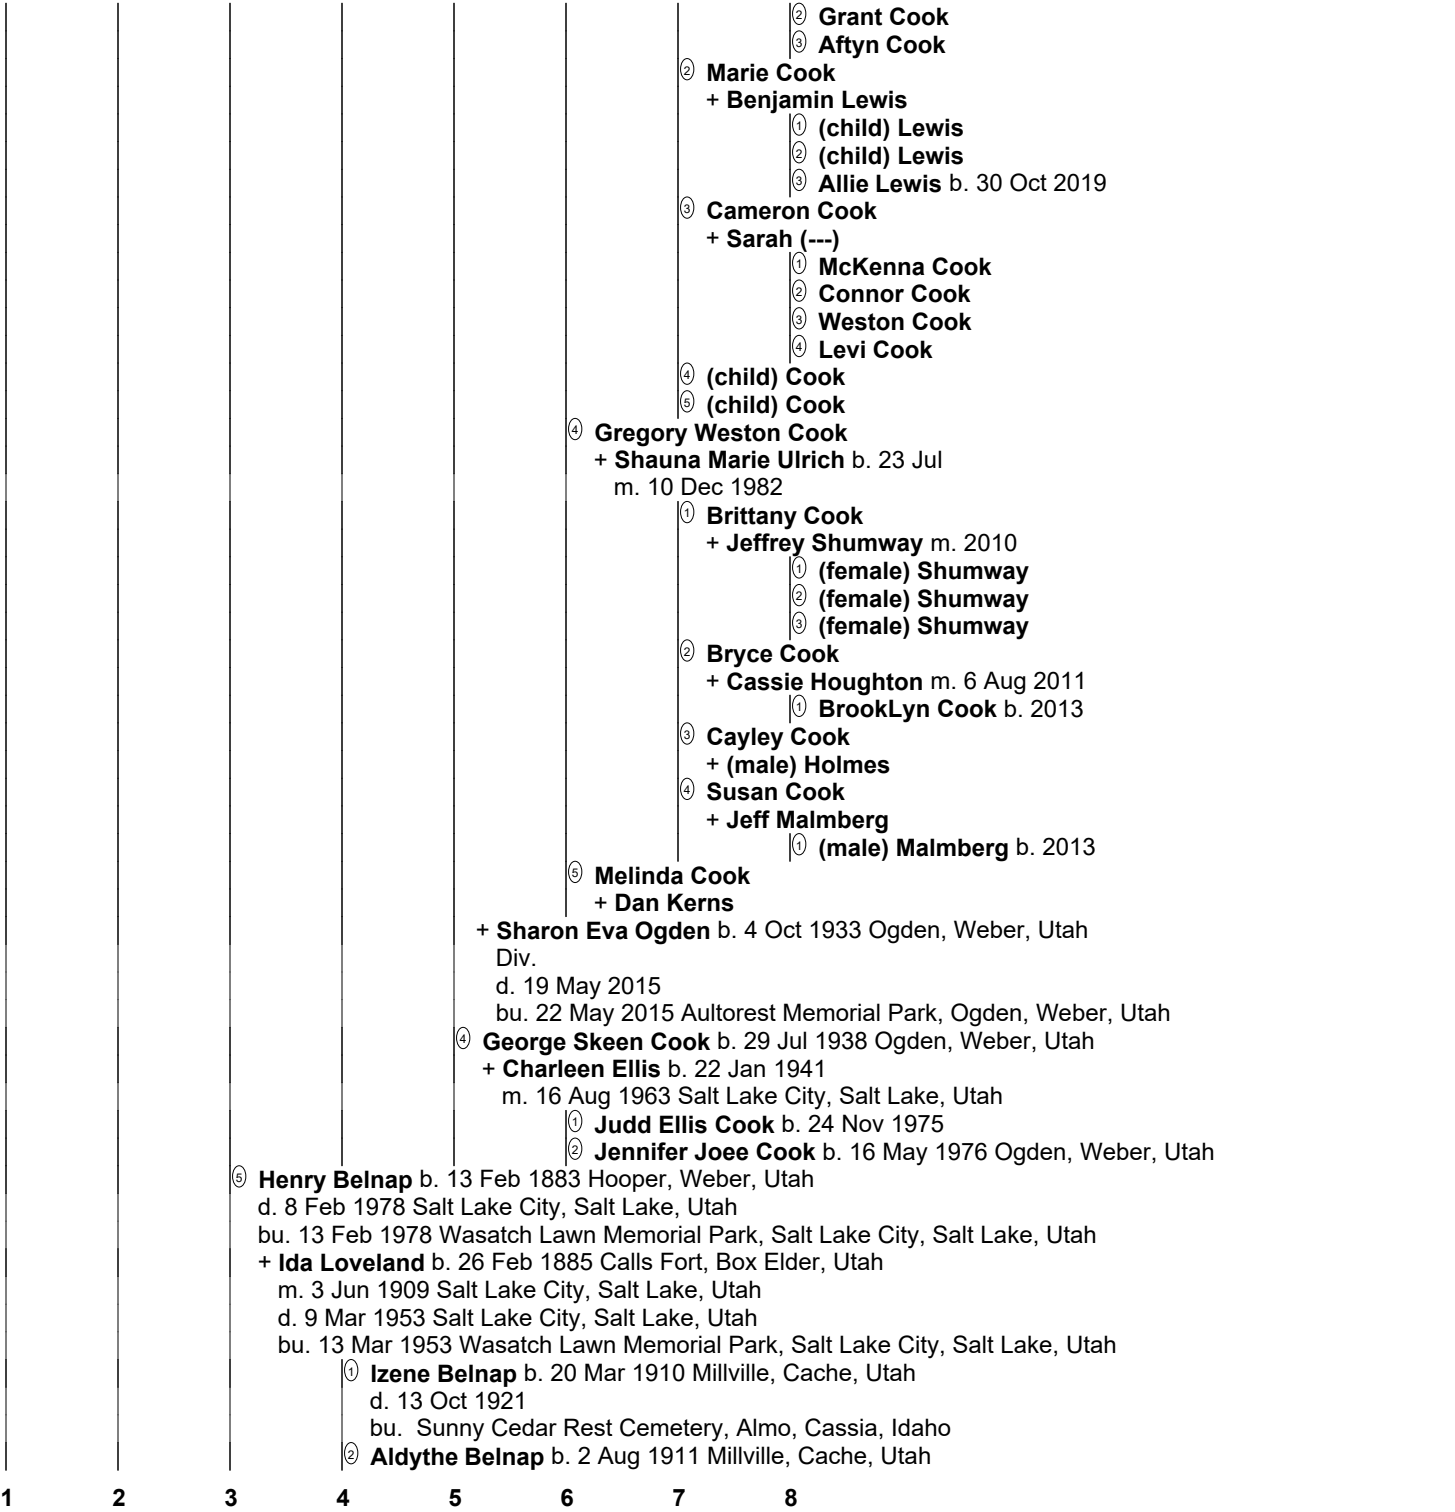 ② Grant Cook
③ Aftyn Cook
② Marie Cook
+ Benjamin Lewis
① (child) Lewis
② (child) Lewis
③ Allie Lewis b. 30 Oct 2019
③ Cameron Cook
+ Sarah (---)
① McKenna Cook
② Connor Cook
③ Weston Cook
④ Levi Cook
④ (child) Cook
⑤ (child) Cook
④ Gregory Weston Cook
+ Shauna Marie Ulrich b. 23 Jul
m. 10 Dec 1982
① Brittany Cook
+ Jeffrey Shumway m. 2010
① (female) Shumway
② (female) Shumway
③ (female) Shumway
② Bryce Cook
+ Cassie Houghton m. 6 Aug 2011
① BrookLyn Cook b. 2013
③ Cayley Cook
+ (male) Holmes
④ Susan Cook
+ Jeff Malmberg
① (male) Malmberg b. 2013
⑤ Melinda Cook
+ Dan Kerns
+ Sharon Eva Ogden b. 4 Oct 1933 Ogden, Weber, Utah
Div.
d. 19 May 2015
bu. 22 May 2015 Aultorest Memorial Park, Ogden, Weber, Utah
④ George Skeen Cook b. 29 Jul 1938 Ogden, Weber, Utah
+ Charleen Ellis b. 22 Jan 1941
m. 16 Aug 1963 Salt Lake City, Salt Lake, Utah
① Judd Ellis Cook b. 24 Nov 1975
② Jennifer Joee Cook b. 16 May 1976 Ogden, Weber, Utah
⑤ Henry Belnap b. 13 Feb 1883 Hooper, Weber, Utah
d. 8 Feb 1978 Salt Lake City, Salt Lake, Utah
bu. 13 Feb 1978 Wasatch Lawn Memorial Park, Salt Lake City, Salt Lake, Utah
+ Ida Loveland b. 26 Feb 1885 Calls Fort, Box Elder, Utah
m. 3 Jun 1909 Salt Lake City, Salt Lake, Utah
d. 9 Mar 1953 Salt Lake City, Salt Lake, Utah
bu. 13 Mar 1953 Wasatch Lawn Memorial Park, Salt Lake City, Salt Lake, Utah
① Izene Belnap b. 20 Mar 1910 Millville, Cache, Utah
d. 13 Oct 1921
bu. Sunny Cedar Rest Cemetery, Almo, Cassia, Idaho
② Aldythe Belnap b. 2 Aug 1911 Millville, Cache, Utah
1 2 3 4 5 6 7 8